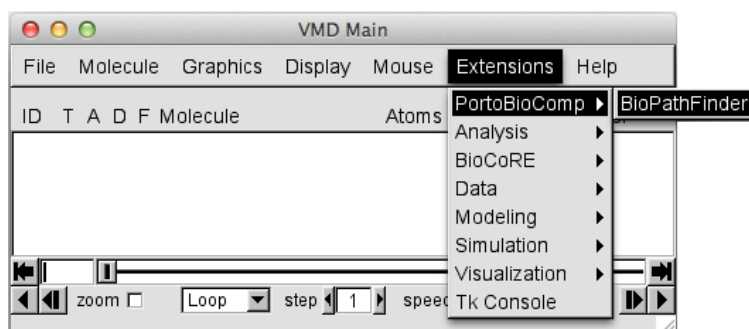 VMD Main
File Molecule Graphics Display Mouse Extensions Help
ID T A D F Molecule Atoms
PortoBioComp BioPathFinder
Analysis
BioCoRE
Data
Modeling
Simulation
Visualization
Tk Console
zoom Loop step 1 speed